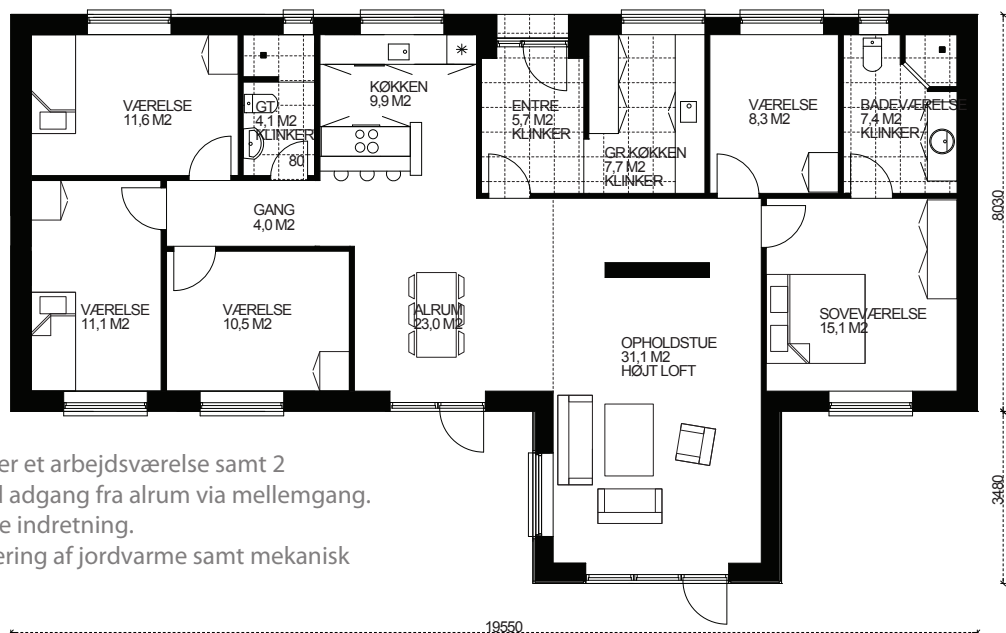 VÆRELSE
11,6 M2
GT
4,1 M2
KLINKER
80
KØKKEN
9,9 M2
ENTRE
5,7 M2
KLINKER
GR.KØKKEN
7,7 M2
KLINKER
VÆRELSE
8,3 M2
BADEVÆRELSE
7,4 M2
KLINKER
GANG
4,0 M2
VÆRELSE
11,1 M2
VÆRELSE
10,5 M2
ALRUM
23,0 M2
OPHOLDSTUE
31,1 M2
HØJT LOFT
SOVEVÆRELSE
15,1 M2
8030
3480
er et arbejdsværelse samt 2
adgang fra alrum via mellemgang.
e indretning.
ering af jordvarme samt mekanisk
19550